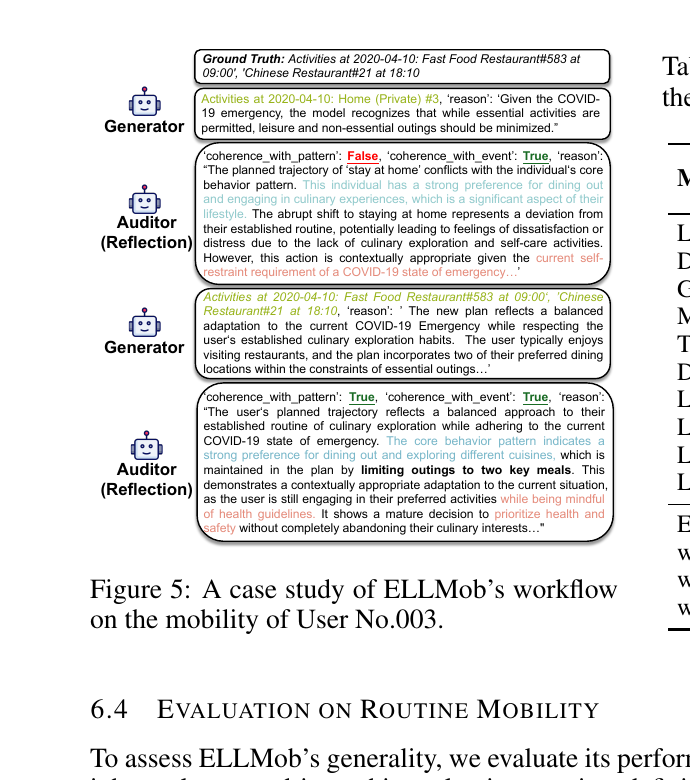 Ground Truth: Activities at 2020-04-10: Fast Food Restaurant#583 at
09:00', 'Chinese Restaurant#21 at 18:10
Generator
Activities at 2020-04-10: Home (Private) #3, 'reason': 'Given the COVID-
19 emergency, the model recognizes that while essential activities are
permitted, leisure and non-essential outings should be minimized.”
Auditor
(Reflection)
'coherence_with_pattern': False, 'coherence_with_event': True, 'reason':
“The planned trajectory of 'stay at home' conflicts with the individual's core
behavior pattern. This individual has a strong preference for dining out
and engaging in culinary experiences, which is a significant aspect of their
lifestyle. The abrupt shift to staying at home represents a deviation from
their established routine, potentially leading to feelings of dissatisfaction or
distress due to the lack of culinary exploration and self-care activities.
However, this action is contextually appropriate given the current self-
restraint requirement of a COVID-19 state of emergency…'
Generator
Activities at 2020-04-10: Fast Food Restaurant#583 at 09:00', 'Chinese
Restaurant#21 at 18:10, 'reason': ' The new plan reflects a balanced
adaptation to the current COVID-19 Emergency while respecting the
user's established culinary exploration habits. The user typically enjoys
visiting restaurants, and the plan incorporates two of their preferred dining
locations within the constraints of essential outings…'
Auditor
(Reflection)
'coherence_with_pattern': True, 'coherence_with_event': True, 'reason':
“The user's planned trajectory reflects a balanced approach to their
established routine of culinary exploration while adhering to the current
COVID-19 state of emergency. The core behavior pattern indicates a
strong preference for dining out and exploring different cuisines, which is
maintained in the plan by limiting outings to two key meals. This
demonstrates a contextually appropriate adaptation to the current situation,
as the user is still engaging in their preferred activities while being mindful
of health guidelines. It shows a mature decision to prioritize health and
safety without completely abandoning their culinary interests…"
Figure 5: A case study of ELLMob's workflow
on the mobility of User No.003.
6.4 EVALUATION ON ROUTINE MOBILITY
To assess ELLMob's generality, we evaluate its perform
Ta
the
M
L
D
G
M
T
D
L
L
L
L
E
w
w
w